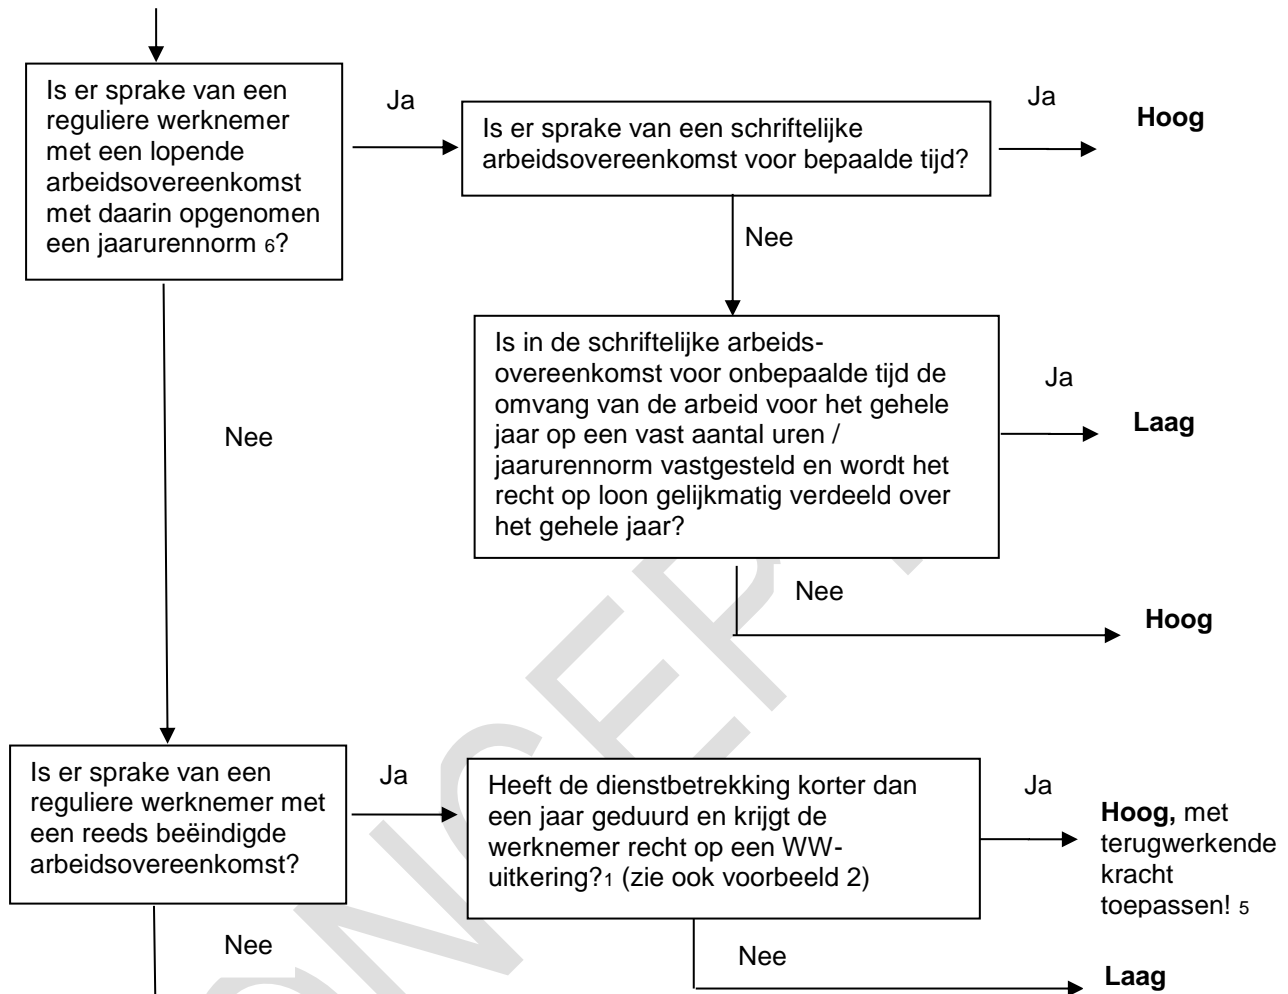 Is er sprake van een
reguliere werknemer
met een lopende
arbeidsovereenkomst
met daarin opgenomen
een jaarurennorm 6?
Ja
Is er sprake van een schriftelijke
arbeidsovereenkomst voor bepaalde tijd?
Ja
Hoog
Nee
Is in de schriftelijke arbeids-
overeenkomst voor onbepaalde tijd de
omvang van de arbeid voor het gehele
jaar op een vast aantal uren /
jaarurennorm vastgesteld en wordt het
recht op loon gelijkmatig verdeeld over
het gehele jaar?
Ja
Laag
Nee
Nee
Hoog
Is er sprake van een
reguliere werknemer met
een reeds beëindigde
arbeidsovereenkomst?
Ja
Heeft de dienstbetrekking korter dan
een jaar geduurd en krijgt de
werknemer recht op een WW-
uitkering?1 (zie ook voorbeeld 2)
Ja
Hoog, met
terugwerkende
kracht
toepassen! 5
Nee
Nee
Laag